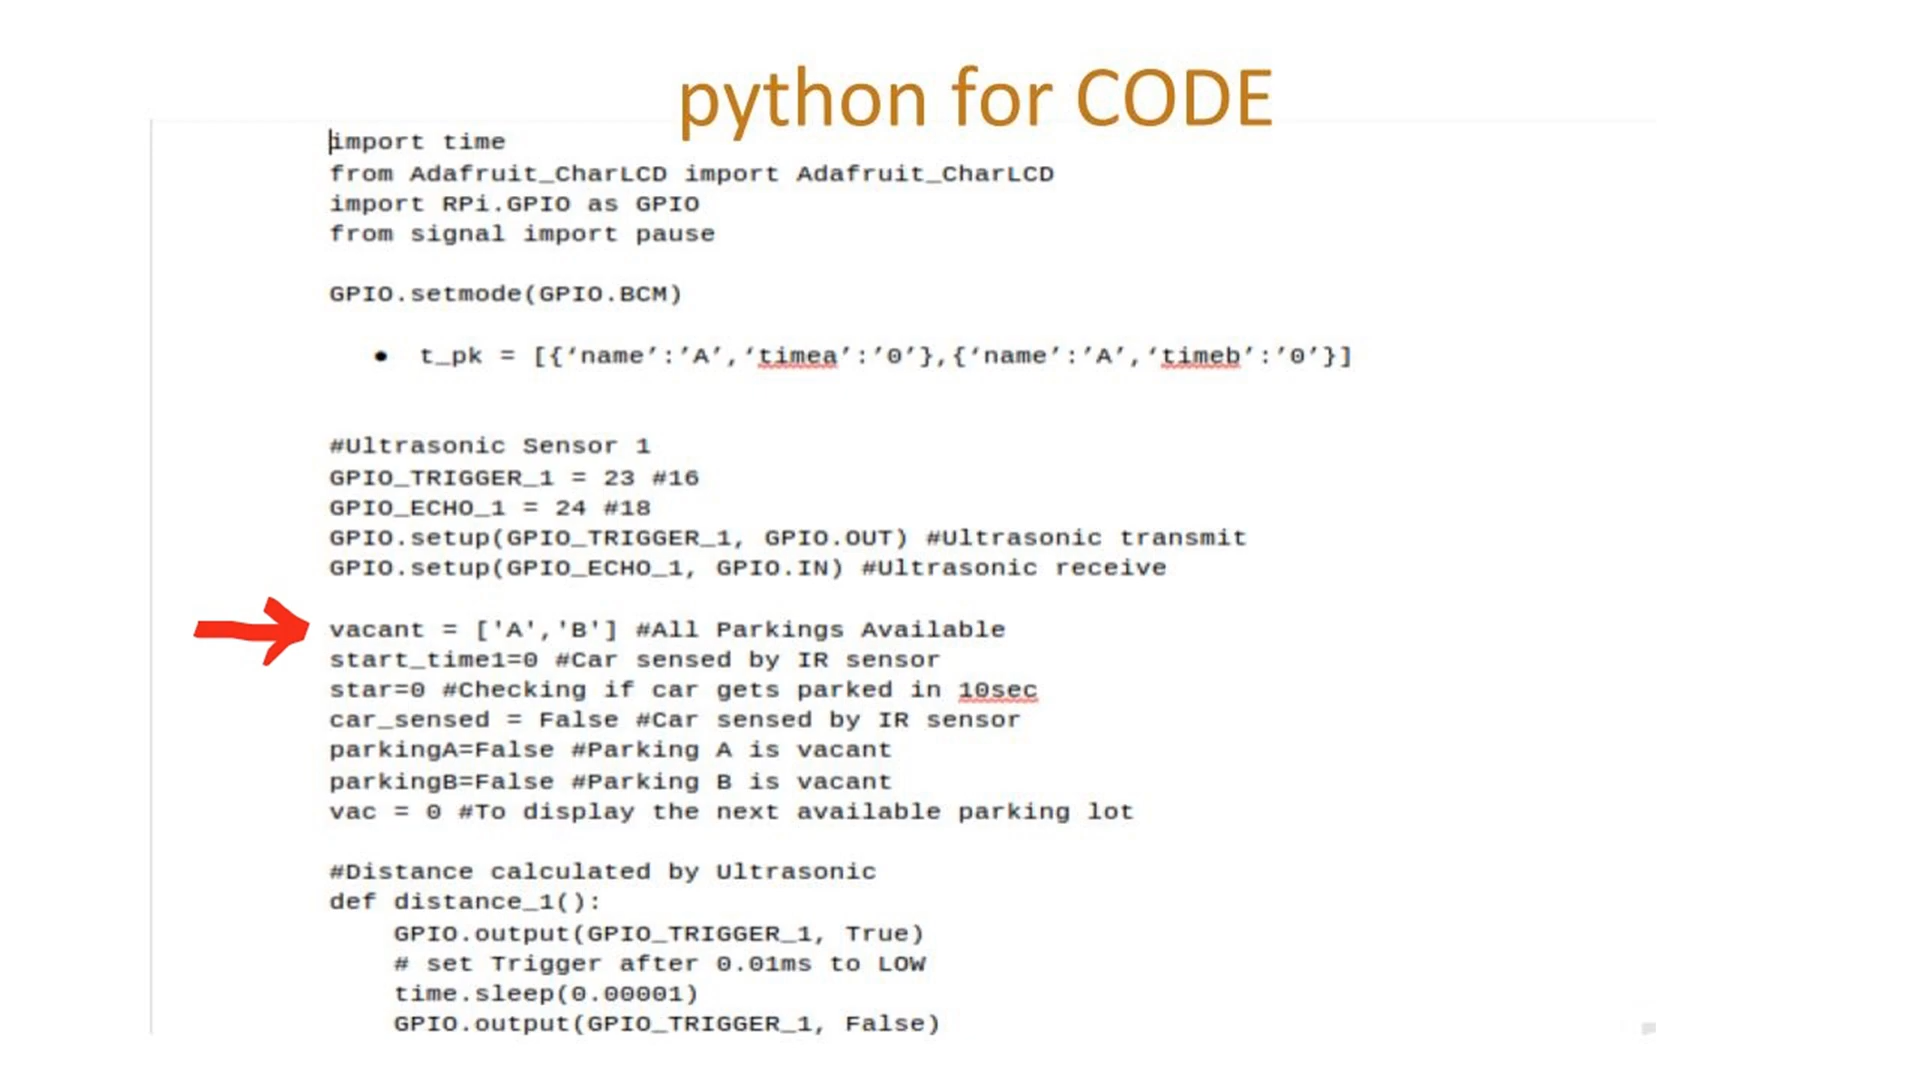 python for CODE
import time
from Adafruit_CharLCD import Adafruit_CharLCD
import RPi.GPIO as GPIO
from signal import pause
GPIO.setmode(GPIO.BCM)
• t_pk = [{‘name’:’A’,‘timea’:’0’},{‘name’:’A’,‘timeb’:’0’}]
#Ultrasonic Sensor 1
GPIO_TRIGGER_1 = 23 #16
GPIO_ECHO_1 = 24 #18
GPIO.setup(GPIO_TRIGGER_1, GPIO.OUT) #Ultrasonic transmit
GPIO.setup(GPIO_ECHO_1, GPIO.IN) #Ultrasonic receive
vacant = ['A','B'] #All Parkings Available
start_time1=0 #Car sensed by IR sensor
star=0 #Checking if car gets parked in 10sec
car_sensed = False #Car sensed by IR sensor
parkingA=False #Parking A is vacant
parkingB=False #Parking B is vacant
vac = 0 #To display the next available parking lot
#Distance calculated by Ultrasonic
def distance_1():
    GPIO.output(GPIO_TRIGGER_1, True)
    # set Trigger after 0.01ms to LOW
    time.sleep(0.00001)
    GPIO.output(GPIO_TRIGGER_1, False)